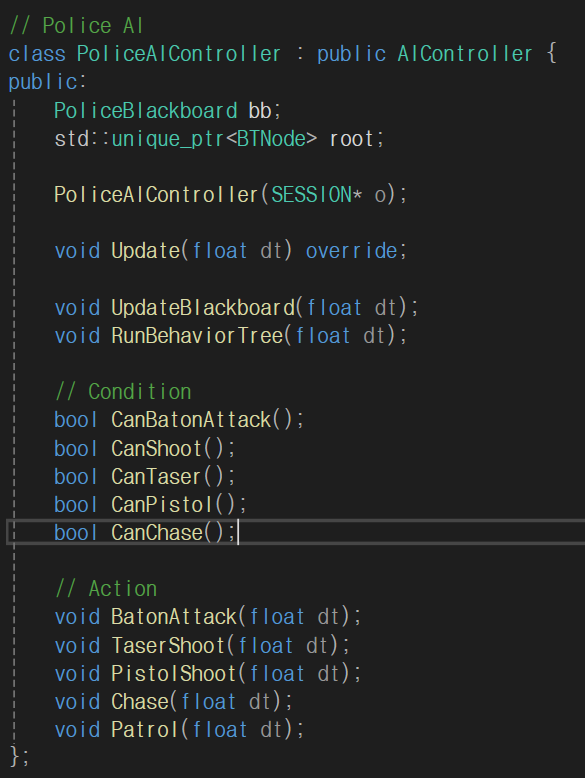 // Police AI
class PoliceAIController : public AIController {
public:
PoliceBlackboard bb;
std::unique_ptr<BTNode> root;
PoliceAIController(SESSION* o);
void Update(float dt) override;
void UpdateBlackboard(float dt);
void RunBehaviorTree(float dt);
// Condition
bool CanBatonAttack();
bool CanShoot();
bool CanTaser();
bool CanPistol();
bool CanChase();
// Action
void BatonAttack(float dt);
void TaserShoot(float dt);
void PistolShoot(float dt);
void Chase(float dt);
void Patrol(float dt);
};